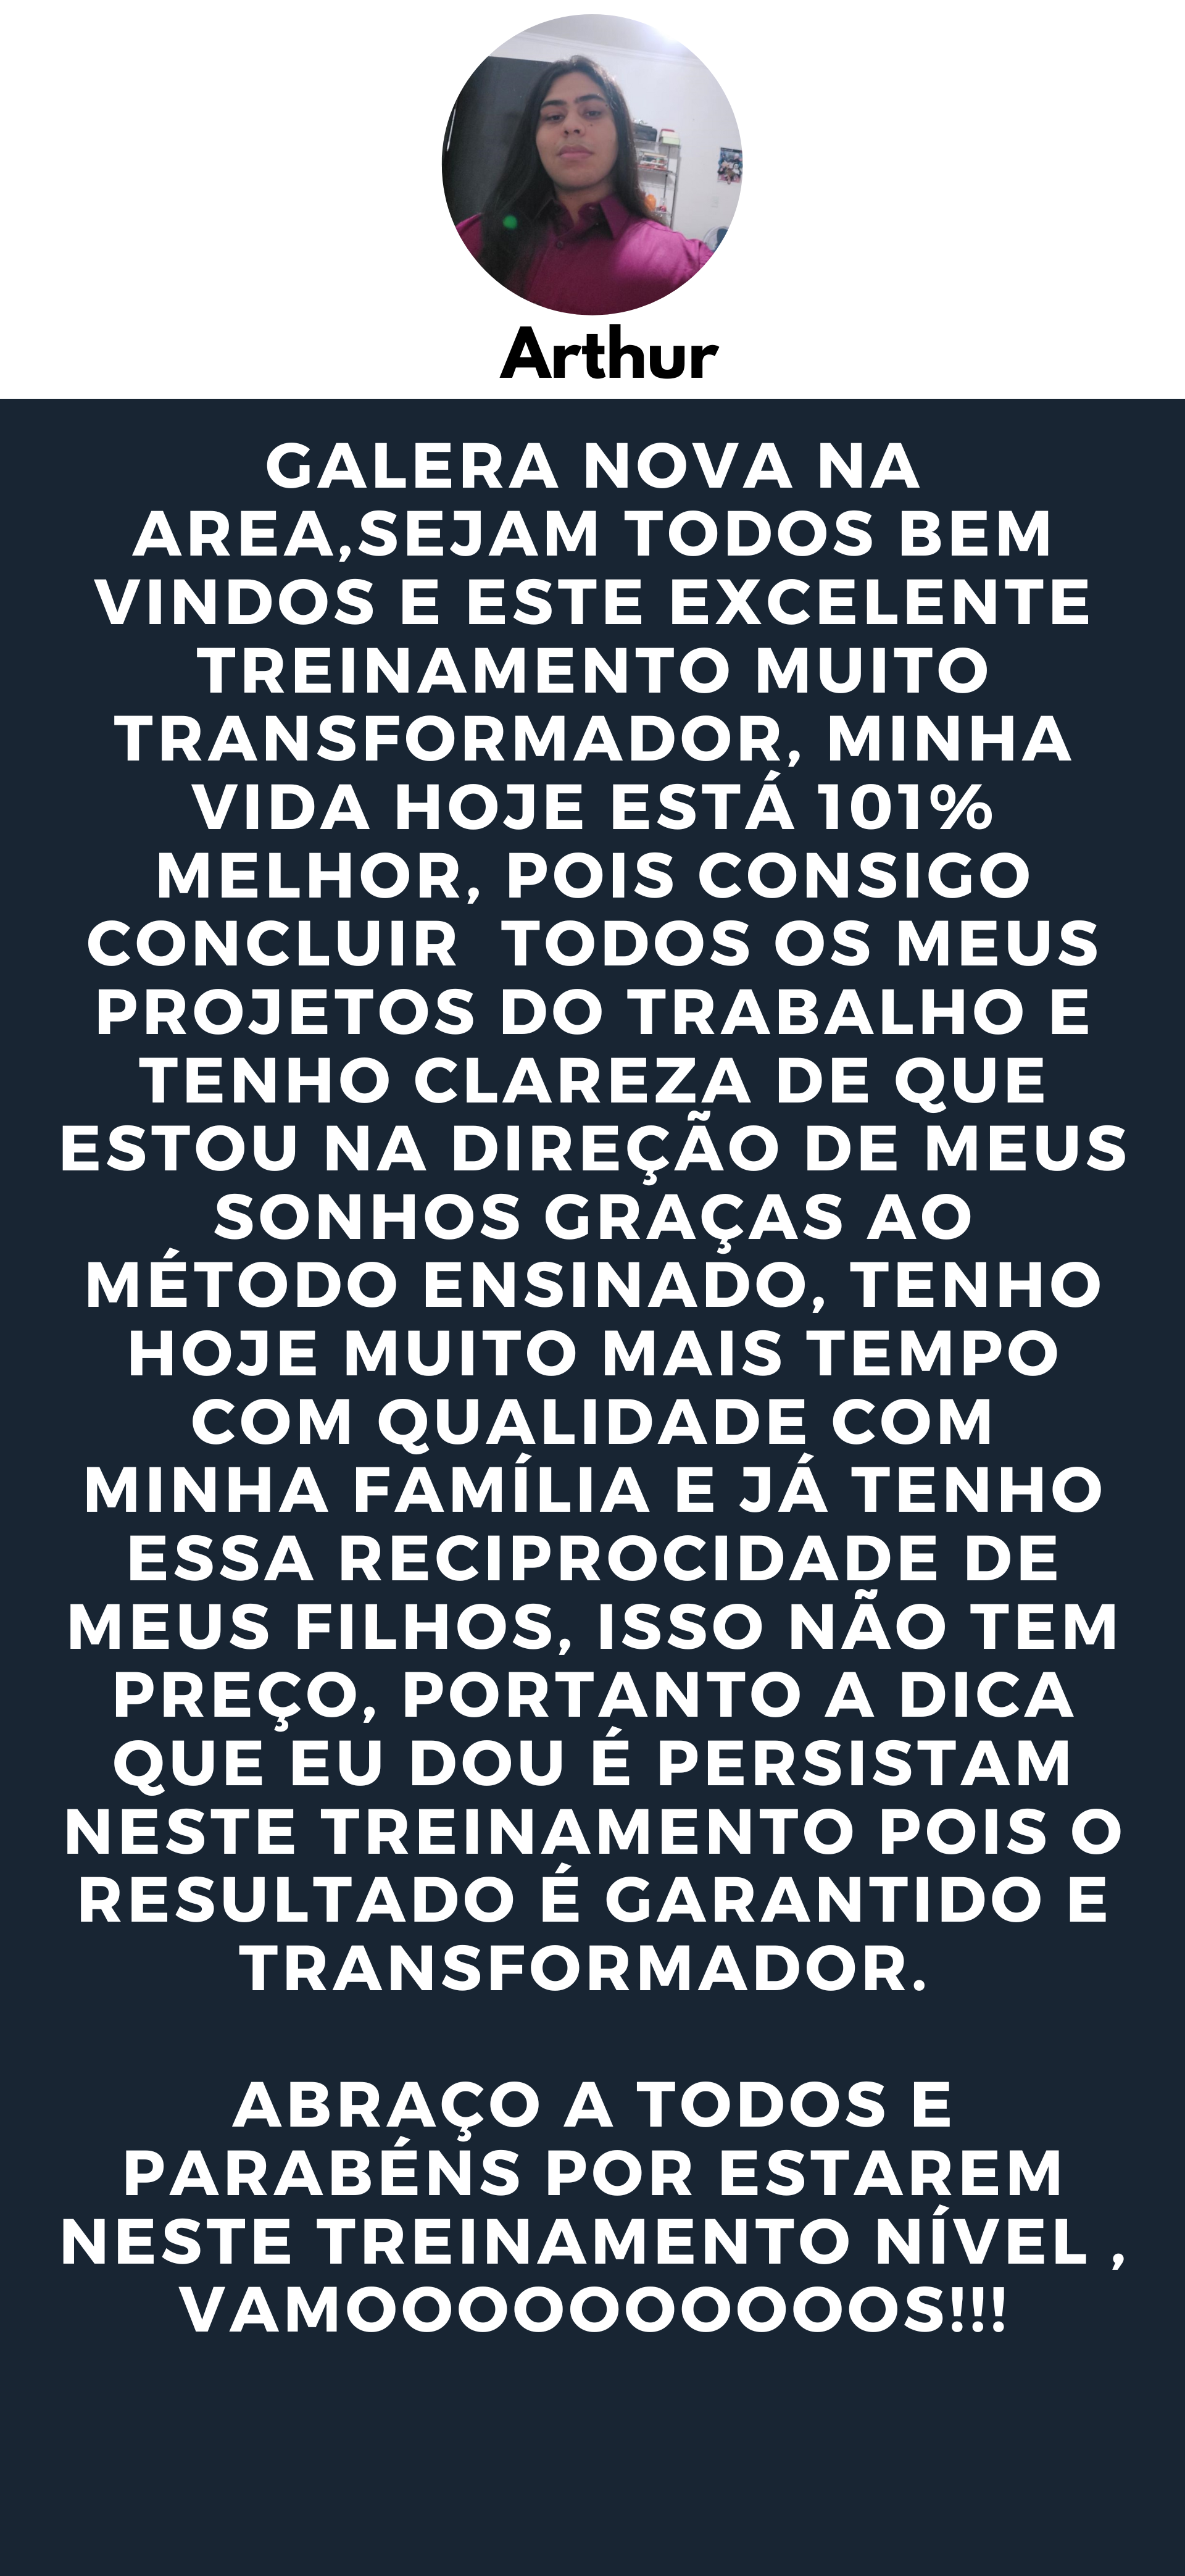 Arthur
GALERA NOVA NA
AREA,SEJAM TODOS BEM
VINDOS E ESTE EXCELENTE
TREINAMENTO MUITO
TRANSFORMADOR, MINHA
VIDA HOJE ESTÁ 101%
MELHOR, POIS CONSIGO
CONCLUIR  TODOS OS MEUS
PROJETOS DO TRABALHO E
TENHO CLAREZA DE QUE
ESTOU NA DIREÇÃO DE MEUS
SONHOS GRAÇAS AO
MÉTODO ENSINADO, TENHO
HOJE MUITO MAIS TEMPO
COM QUALIDADE COM
MINHA FAMÍLIA E JÁ TENHO
ESSA RECIPROCIDADE DE
MEUS FILHOS, ISSO NÃO TEM
PREÇO, PORTANTO A DICA
QUE EU DOU É PERSISTAM
NESTE TREINAMENTO POIS O
RESULTADO É GARANTIDO E
TRANSFORMADOR.
ABRAÇO A TODOS E
PARABÉNS POR ESTAREM
NESTE TREINAMENTO NÍVEL ,
VAMOOOOOOOOOOS!!!